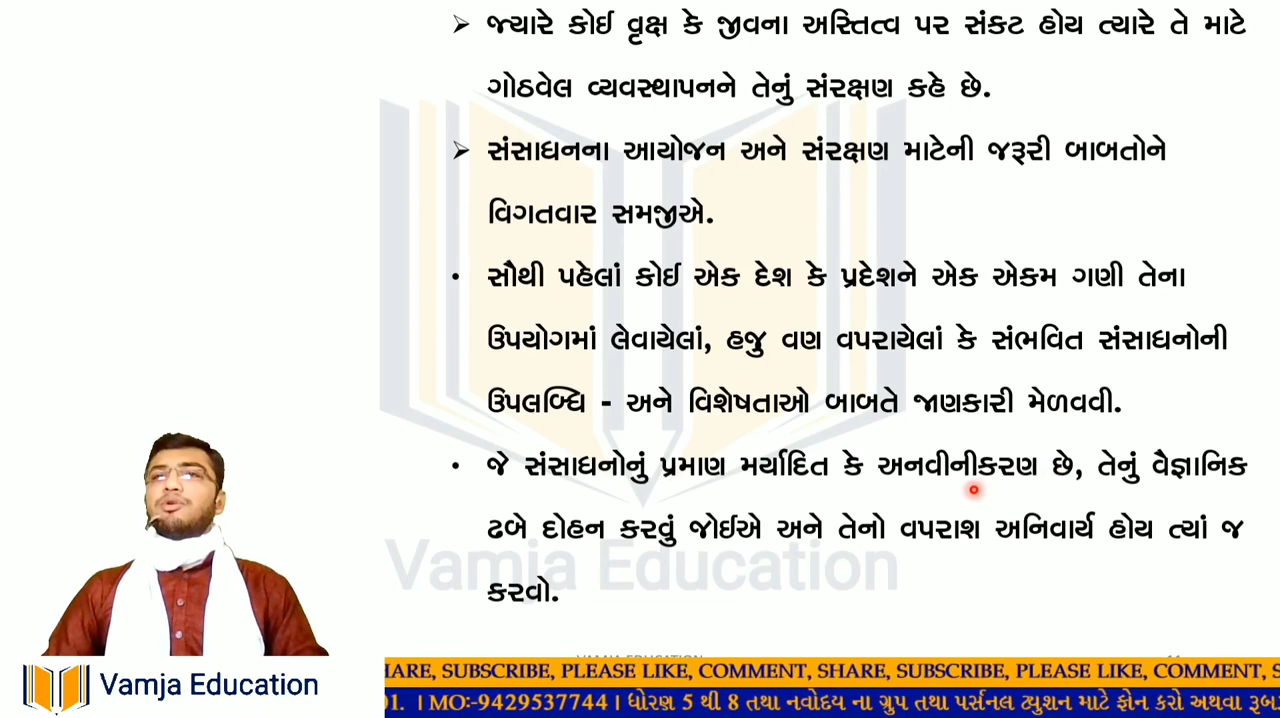 ➢ જ્યારે કોઈ વૃક્ષ કે જીવના અસ્તિત્વ પર સંકટ હોય ત્યારે તે માટે
ગોઠવેલ વ્યવસ્થાપનને તેનું સંરક્ષણ કહે છે.
➢ સંસાધનના આયોજન અને સંરક્ષણ માટેની જરૂરી બાબતોને
વિગતવાર સમજીએ.
• સૌથી પહેલાં કોઈ એક દેશ કે પ્રદેશને એક એકમ ગણી તેના
ઉપયોગમાં લેવાયેલાં, હજુ વણ વપરાયેલાં કે સંભવિત સંસાધનોની
ઉપલબ્ધિ - અને વિશેષતાઓ બાબતે જાણકારી મેળવવી.
• જે સંસાધનોનું પ્રમાણ મર્યાદિત કે અનવીનીકરણ છે, તેનું વૈજ્ઞાનિક
ઢબે દોહન કરવું જોઈએ અને તેનો વપરાશ અનિવાર્ય હોય ત્યાં જ
Vamja Education
કરવો.
Vamja Education
HARE, SUBSCRIBE, PLEASE LIKE, COMMENT, SHARE, SUBSCRIBE, PLEASE LIKE, COMMENT, S
01. | MO:-9429537744 | ધોરણ 5 થી 8 તથા નવોદય ના ગ્રુપ તથા પર્સનલ ટ્યુશન માટે ફોન કરો અથવા રૂબ